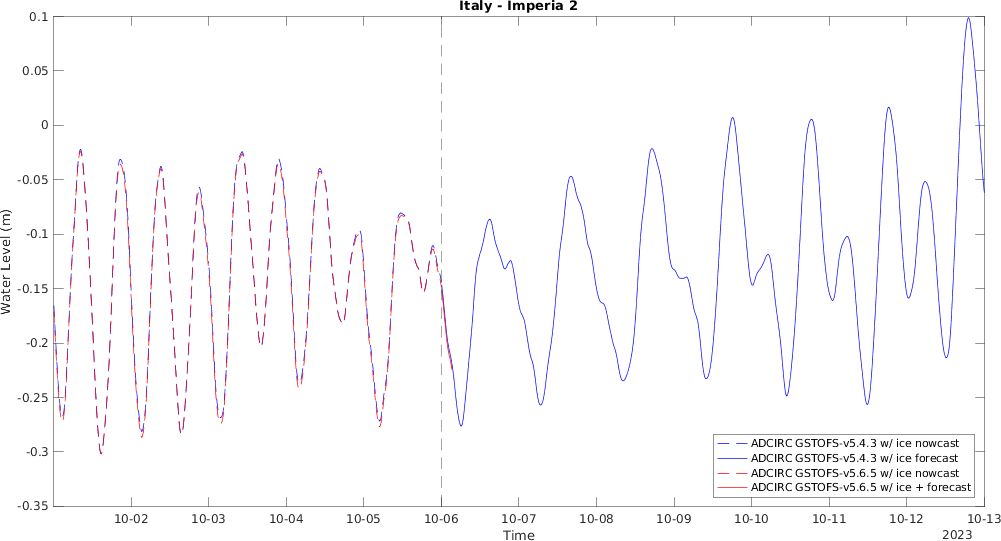 Italy - Imperia 2
0.1
0.05
0
-0.05
-0.1
-0.15
-0.2
-0.25
-0.3
-0.35
Water Level (m)
ADCIRC GSTOFS-v5.4.3 w/ ice nowcast
ADCIRC GSTOFS-v5.4.3 w/ ice forecast
ADCIRC GSTOFS-v5.6.5 w/ ice nowcast
ADCIRC GSTOFS-v5.6.5 w/ ice + forecast
10-02 10-03 10-04 10-05 10-06 10-07 10-08 10-09 10-10 10-11 10-12 10-13
Time
2023